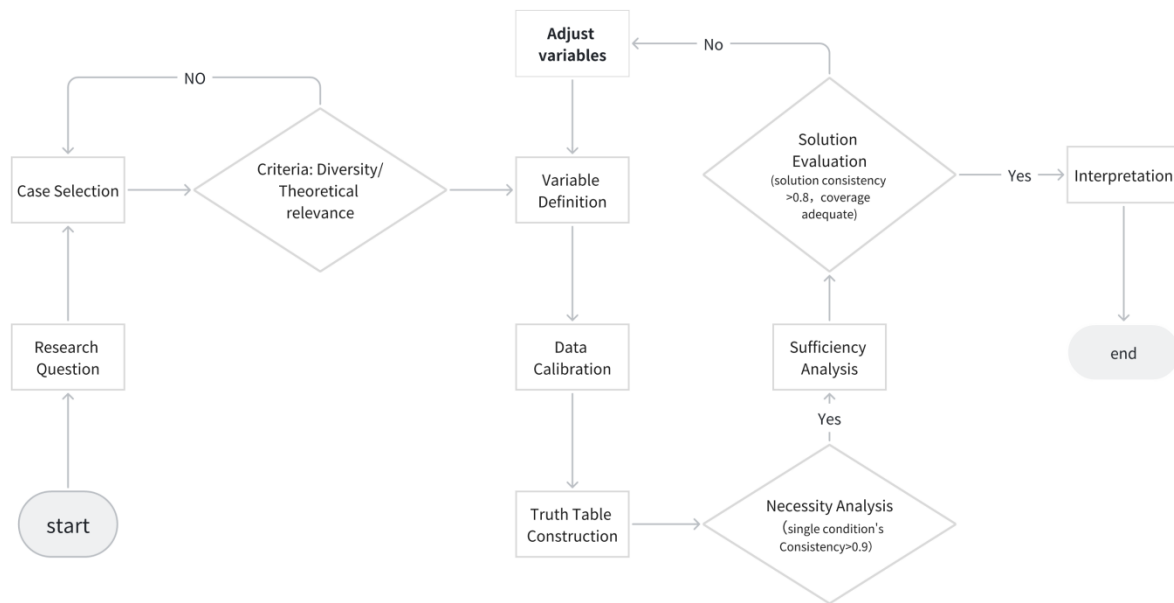 Adjust
variables
No
NO
Case Selection
Criteria: Diversity/
Theoretical
relevance
Variable
Definition
Solution
Evaluation
(solution consistency
>0.8，coverage
adequate)
Yes
Interpretation
Research
Question
Data
Calibration
Sufficiency
Analysis
end
Yes
start
Truth Table
Construction
Necessity Analysis
（single condition's
Consistency>0.9）